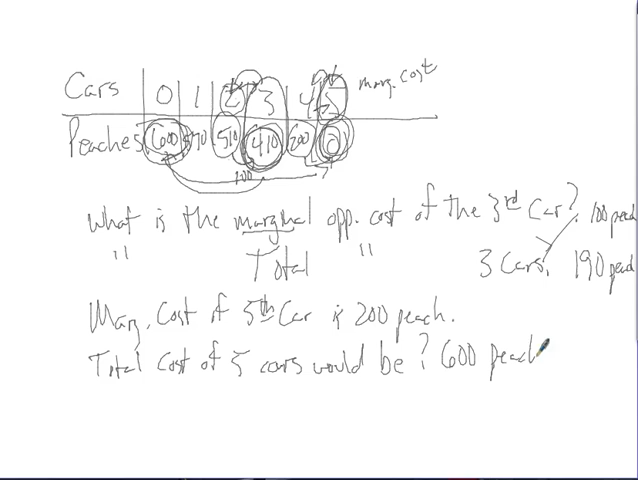 Cars 0 1 2 3 4 5 marg. cost
Peaches 600 510 410 200 0
100
What is the marginal opp. cost of the 3rd Car? 100 peach
" Total " 3 Cars, 190 peach
Marg. Cost of 5th Car is 200 peach.
Total Cost of 5 cars would be? 600 peach